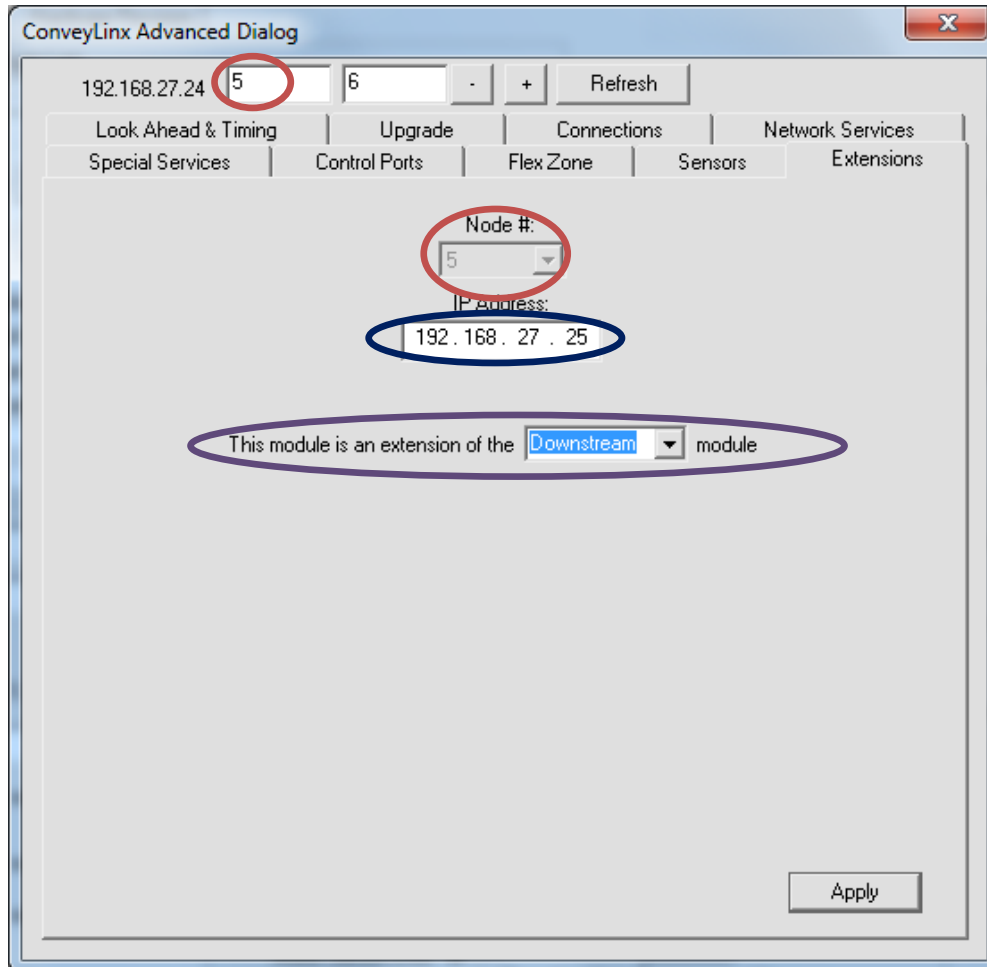 ConveyLinx Advanced Dialog
192.168.27.24 5 6 - + Refresh
Look Ahead & Timing Upgrade Connections Network Services
Special Services Control Ports Flex Zone Sensors Extensions
Node #:
5
IP Address:
192 . 168 . 27 . 25
This module is an extension of the Downstream module
Apply